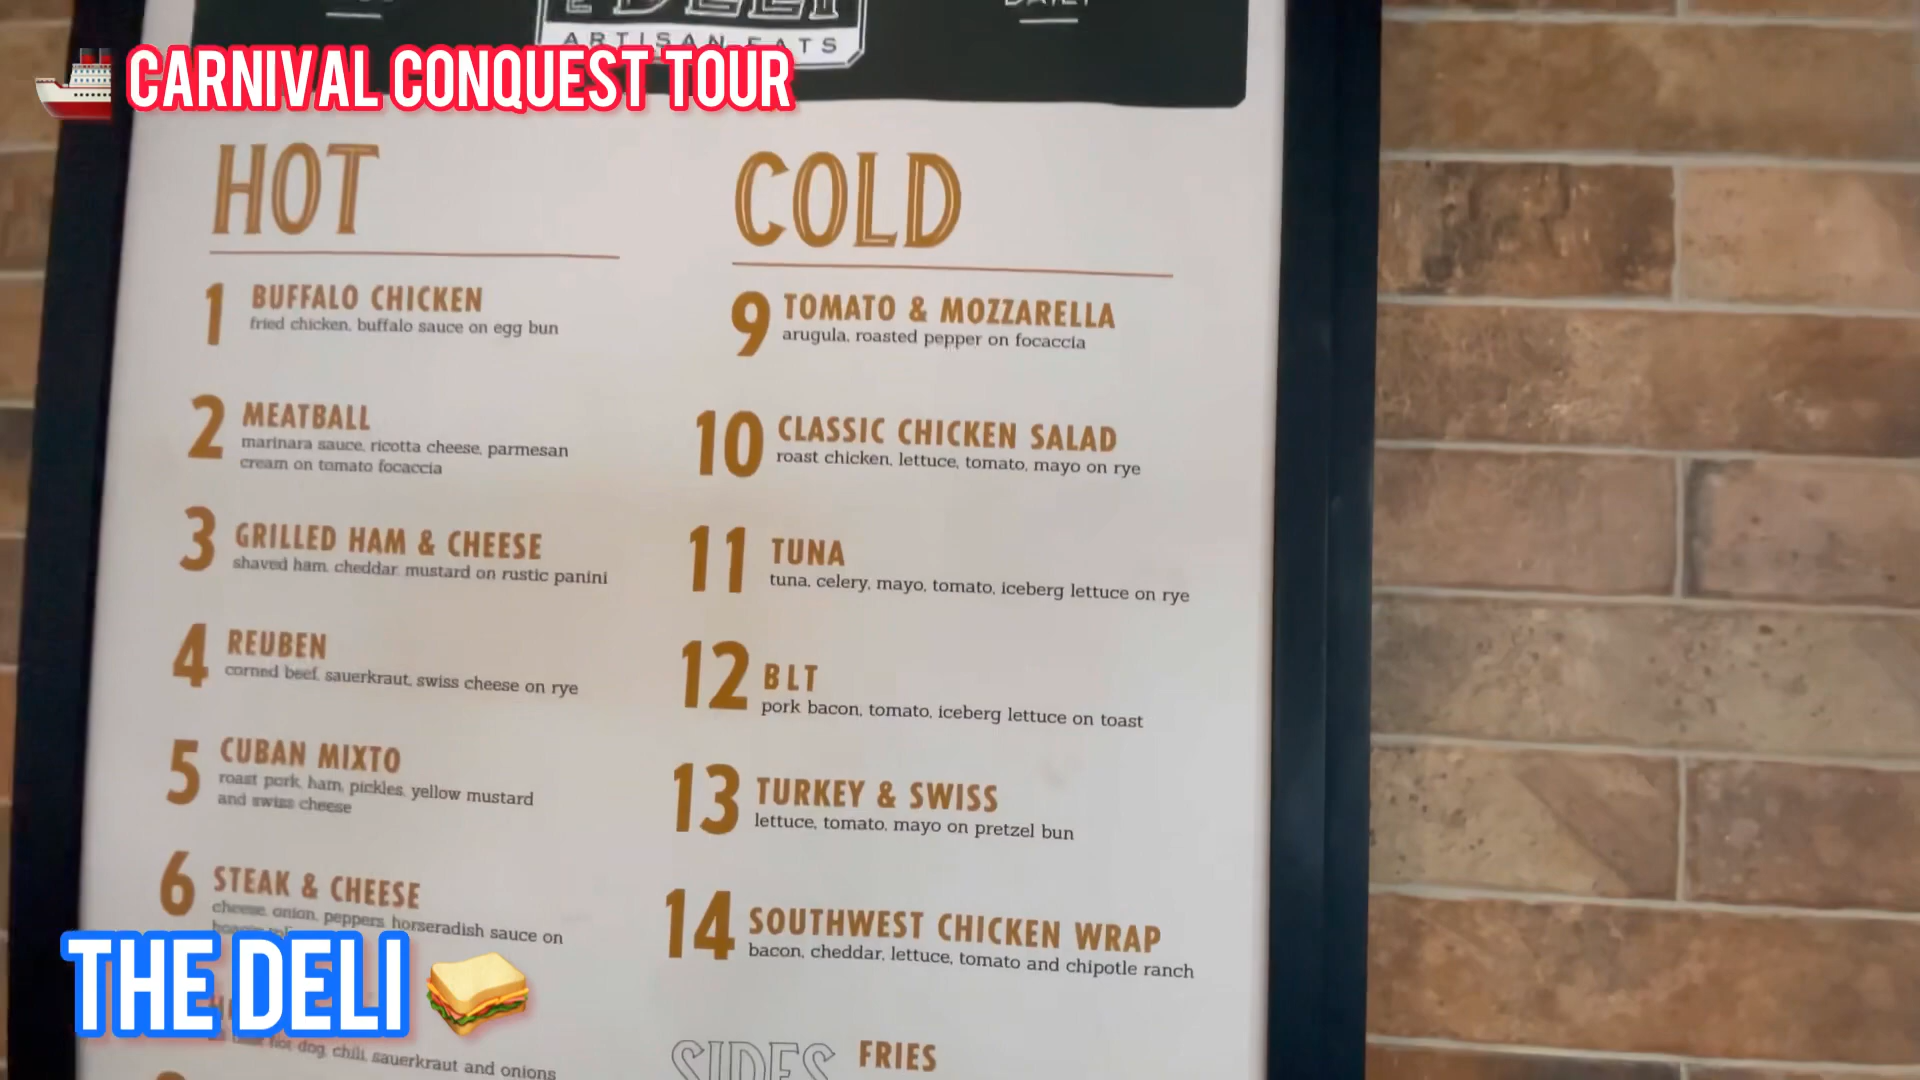 DELI
DAILY
ARTISAN EATS
CARNIVAL CONQUEST TOUR
HOT
1 BUFFALO CHICKEN
fried chicken, buffalo sauce on egg bun
2 MEATBALL
marinara sauce, ricotta cheese, parmesan
cream on tomato focaccia
3 GRILLED HAM & CHEESE
shaved ham, cheddar, mustard on rustic panini
4 REUBEN
corned beef, sauerkraut, swiss cheese on rye
5 CUBAN MIXTO
roast pork, ham, pickles, yellow mustard
and swiss cheese
6 STEAK & CHEESE
cheese, onion, peppers, horseradish sauce on
hot dog, chili, sauerkraut and onions
COLD
9 TOMATO & MOZZARELLA
arugula, roasted pepper on focaccia
10 CLASSIC CHICKEN SALAD
roast chicken, lettuce, tomato, mayo on rye
11 TUNA
tuna, celery, mayo, tomato, iceberg lettuce on rye
12 BLT
pork bacon, tomato, iceberg lettuce on toast
13 TURKEY & SWISS
lettuce, tomato, mayo on pretzel bun
14 SOUTHWEST CHICKEN WRAP
bacon, cheddar, lettuce, tomato and chipotle ranch
SIDES FRIES
THE DELI